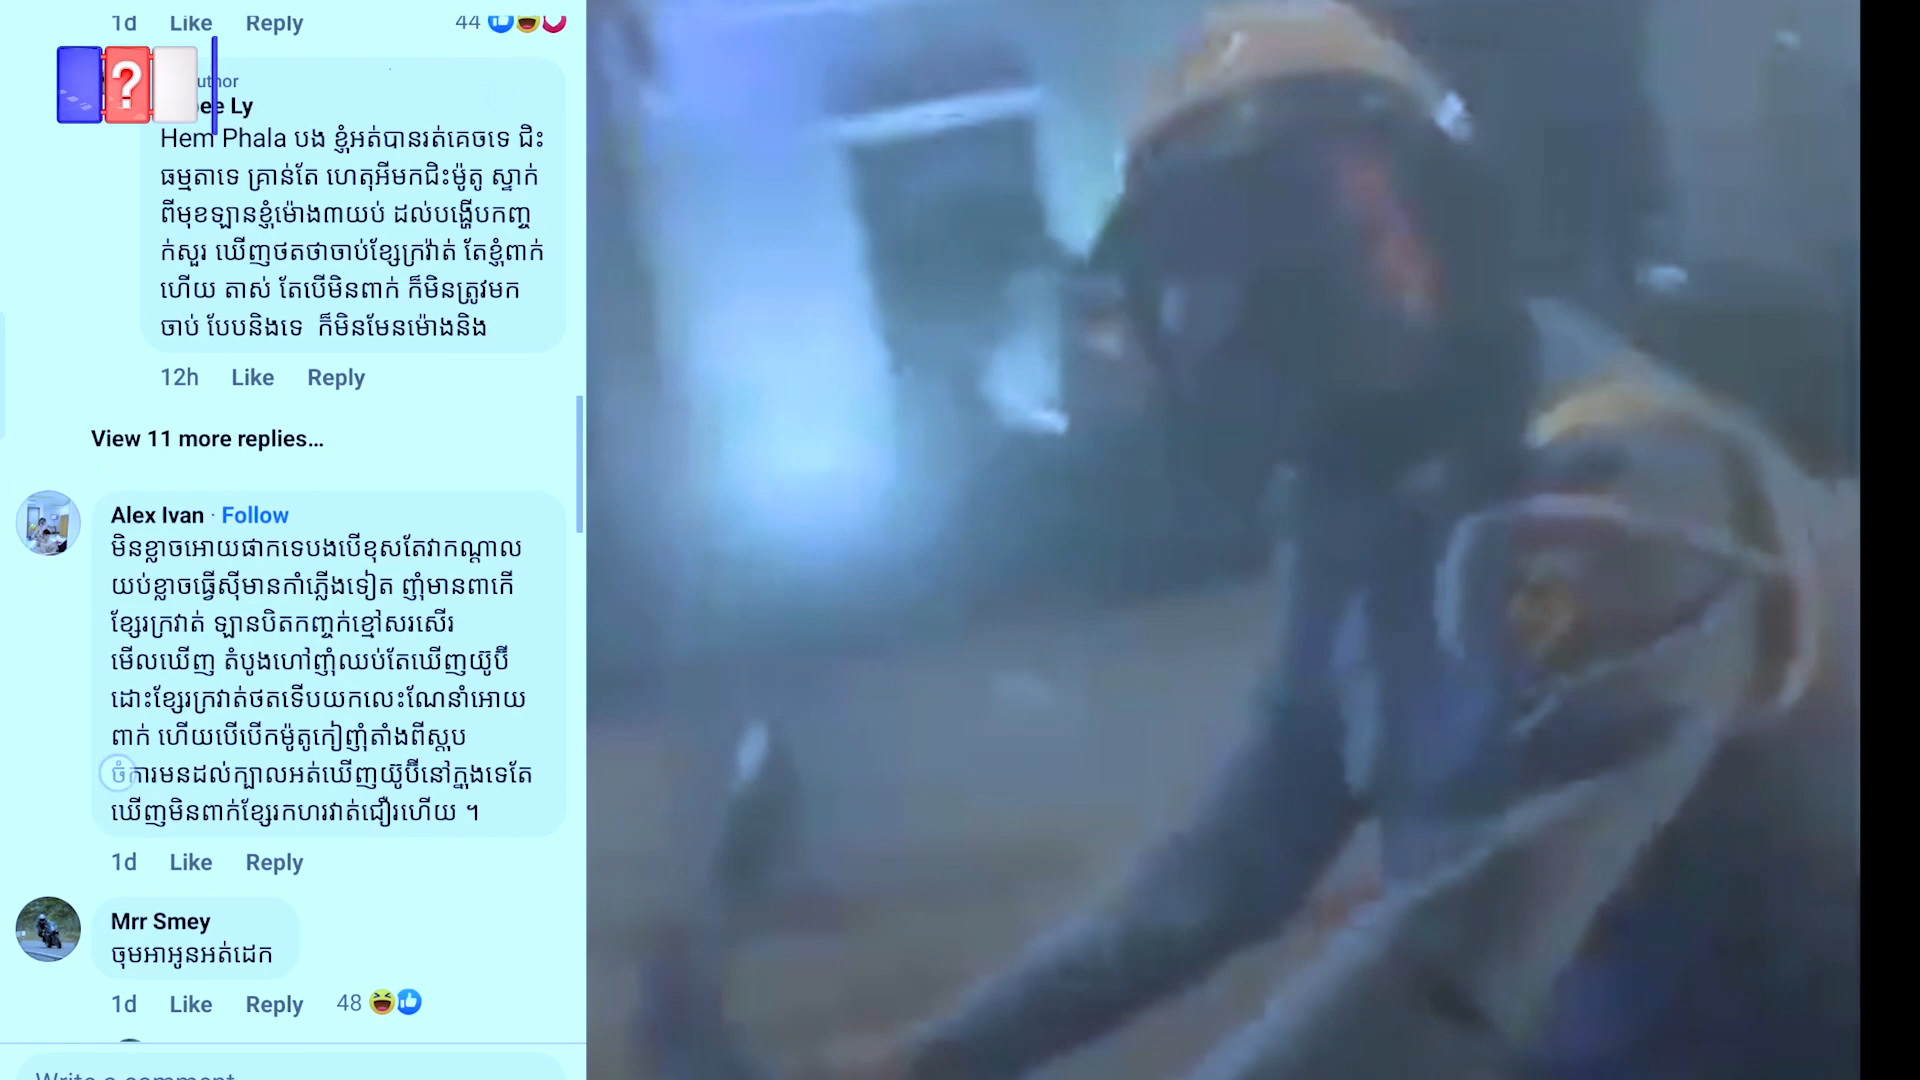 1d Like Reply 44
uthor
ee Ly
Hem Phala បង ខ្ញុំអត់បានរត់គេចទេ ជិះ
ធម្មតាទេ គ្រាន់តែ ហេតុអីមកជិះម៉ូតូ ស្ទាក់
ពីមុខឡានខ្ញុំម៉ោង៣យប់ ដល់បង្ហើបកញ្ច
ក់សួរ ឃើញថតថាចាប់ខ្សែក្រវ៉ាត់ តែខ្ញុំពាក់
ហើយ តាស់ តែបើមិនពាក់ ក៏មិនត្រូវមក
ចាប់ បែបនិងទេ ក៏មិនមែនម៉ោងនិង
12h Like Reply
View 11 more replies...
Alex Ivan · Follow
មិនខ្លាចអោយផាកទេបងបើខុសតែវាកណ្តាល
យប់ខ្លាចធ្វើស៊ីមានកាំភ្លើងទៀត ញុំមានពាកើ
ខ្សែរក្រវាត់ ឡានបិតកញ្ចក់ខ្មៅសរសើរ
មើលឃើញ តំបូងហៅញុំឈប់តែឃើញយ៉ូប៊ី
ដោះខ្សែរក្រវាត់ថតទើបយកលេះណែនាំអោយ
ពាក់ ហើយបើបើកម៉ូតូកៀញុំតាំងពីស្តុប
ចំការមនដល់ក្បាលអត់ឃើញយ៉ូប៊ីនៅក្នុងទេតែ
ឃើញមិនពាក់ខ្សែរកហរវាត់ជឿរហើយ ។
1d Like Reply
Mrr Smey
ចុមអាអូនអត់ដេក
1d Like Reply 48
Write a comment